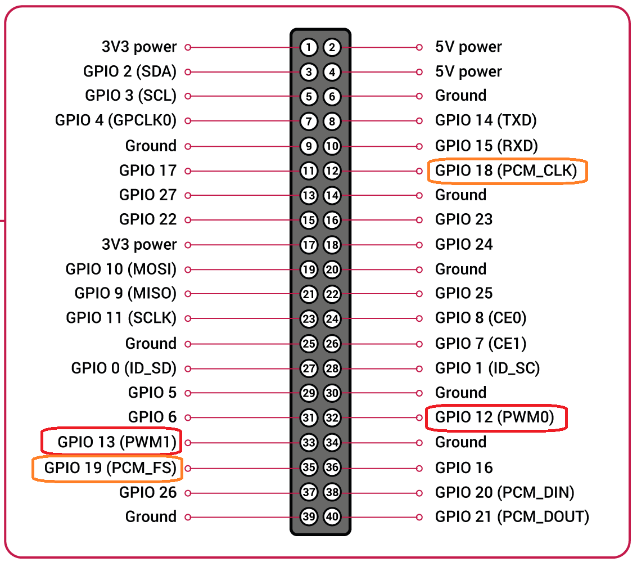 3V3 power 1 2 5V power
GPIO 2 (SDA) 3 4 5V power
GPIO 3 (SCL) 5 6 Ground
GPIO 4 (GPCLK0) 7 8 GPIO 14 (TXD)
Ground 9 10 GPIO 15 (RXD)
GPIO 17 11 12 GPIO 18 (PCM_CLK)
GPIO 27 13 14 Ground
GPIO 22 15 16 GPIO 23
3V3 power 17 18 GPIO 24
GPIO 10 (MOSI) 19 20 Ground
GPIO 9 (MISO) 21 22 GPIO 25
GPIO 11 (SCLK) 23 24 GPIO 8 (CE0)
Ground 25 26 GPIO 7 (CE1)
GPIO 0 (ID_SD) 27 28 GPIO 1 (ID_SC)
GPIO 5 29 30 Ground
GPIO 6 31 32 GPIO 12 (PWM0)
GPIO 13 (PWM1) 33 34 Ground
GPIO 19 (PCM_FS) 35 36 GPIO 16
GPIO 26 37 38 GPIO 20 (PCM_DIN)
Ground 39 40 GPIO 21 (PCM_DOUT)